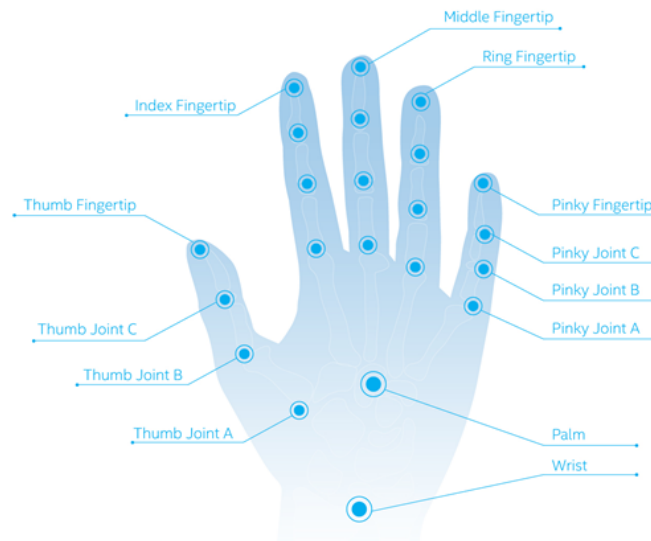 Middle Fingertip
Ring Fingertip
Index Fingertip
Thumb Fingertip
Pinky Fingertip
Pinky Joint C
Pinky Joint B
Thumb Joint C
Pinky Joint A
Thumb Joint B
Thumb Joint A
Palm
Wrist